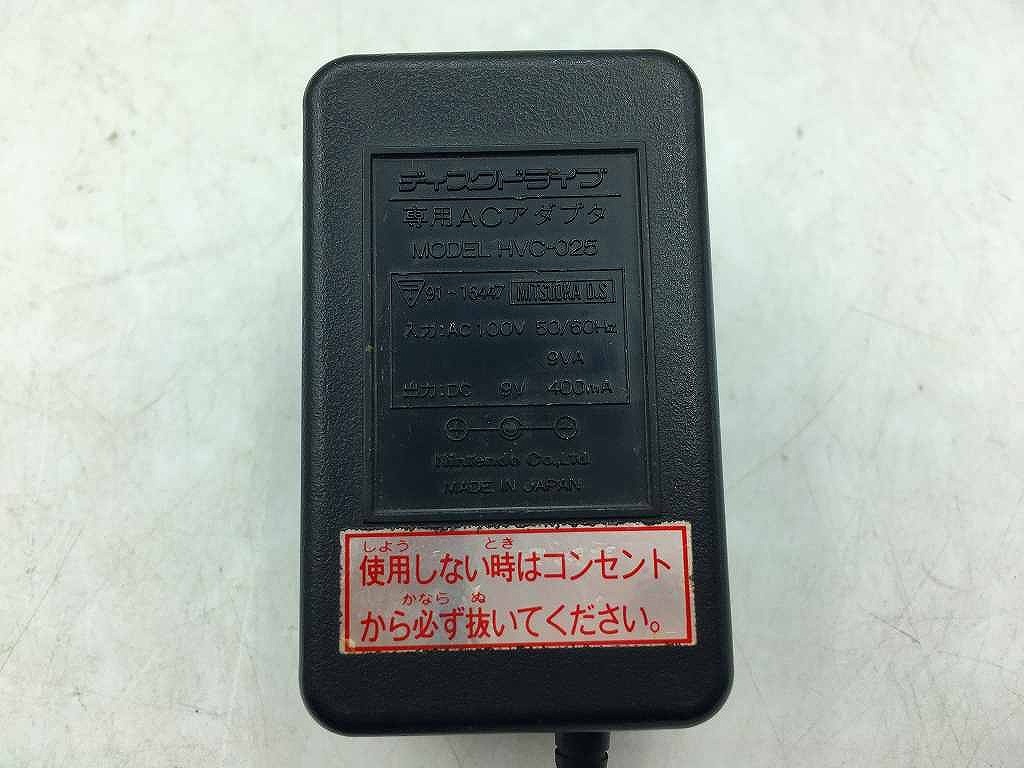 ディスクドライブ
専用ACアダプタ
MODEL HVC-025
91-16447 MITSUOKA D.S
入力:AC 100V 50/60Hz
9VA
出力:DC 9V 400mA
Nintendo Co.,Ltd.
MADE IN JAPAN
しよう とき
使用しない時はコンセント
かなら ぬ
から必ず抜いてください。